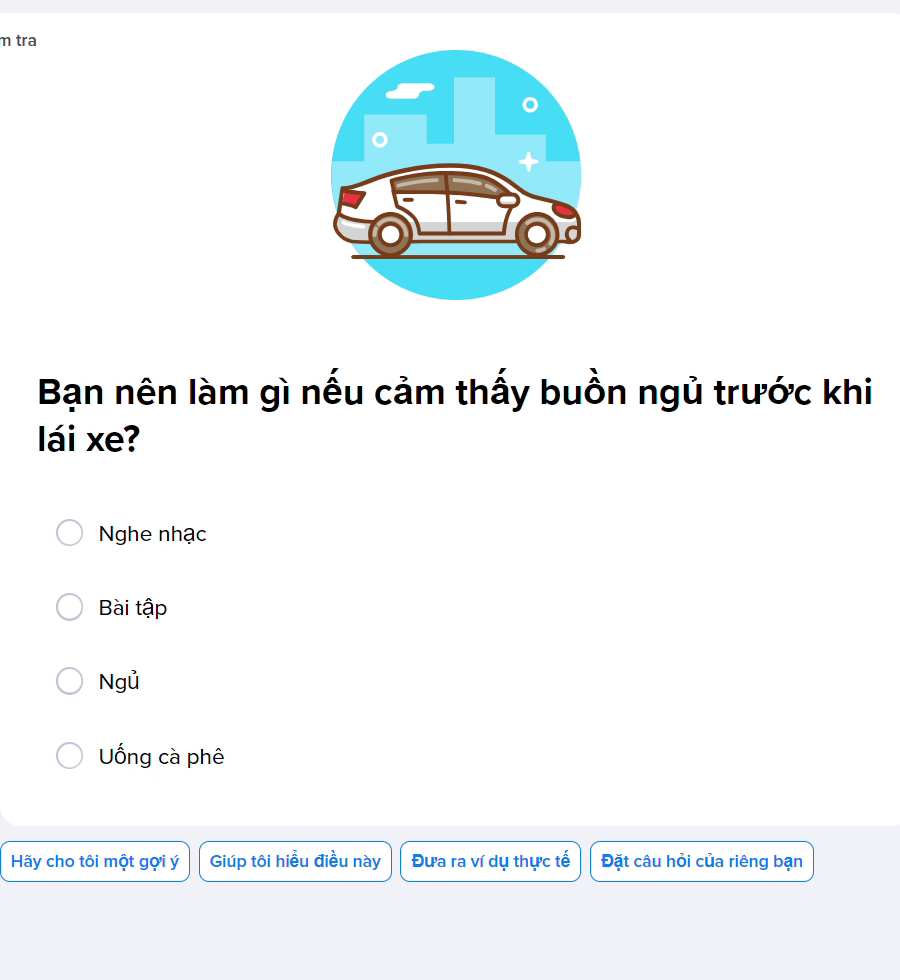 m tra
Bạn nên làm gì nếu cảm thấy buồn ngủ trước khi
lái xe?
Nghe nhạc
Bài tập
Ngủ
Uống cà phê
Hãy cho tôi một gợi ý
Giúp tôi hiểu điều này
Đưa ra ví dụ thực tế
Đặt câu hỏi của riêng bạn